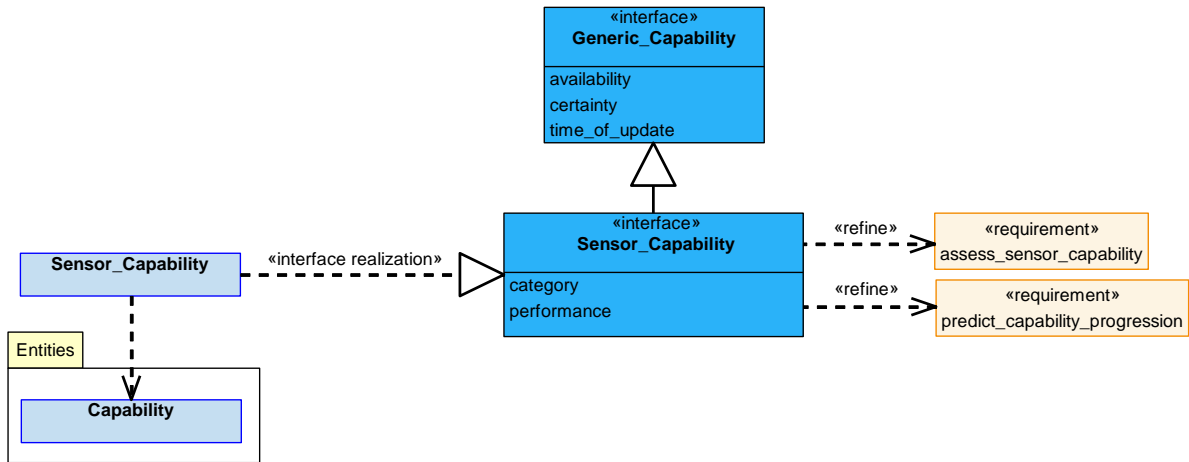 «interface»
Generic_Capability
availability
certainty
time_of_update
«interface»
Sensor_Capability
category
performance
«refine»
«requirement»
assess_sensor_capability
«refine»
«requirement»
predict_capability_progression
Sensor_Capability
«interface realization»
Entities
Capability